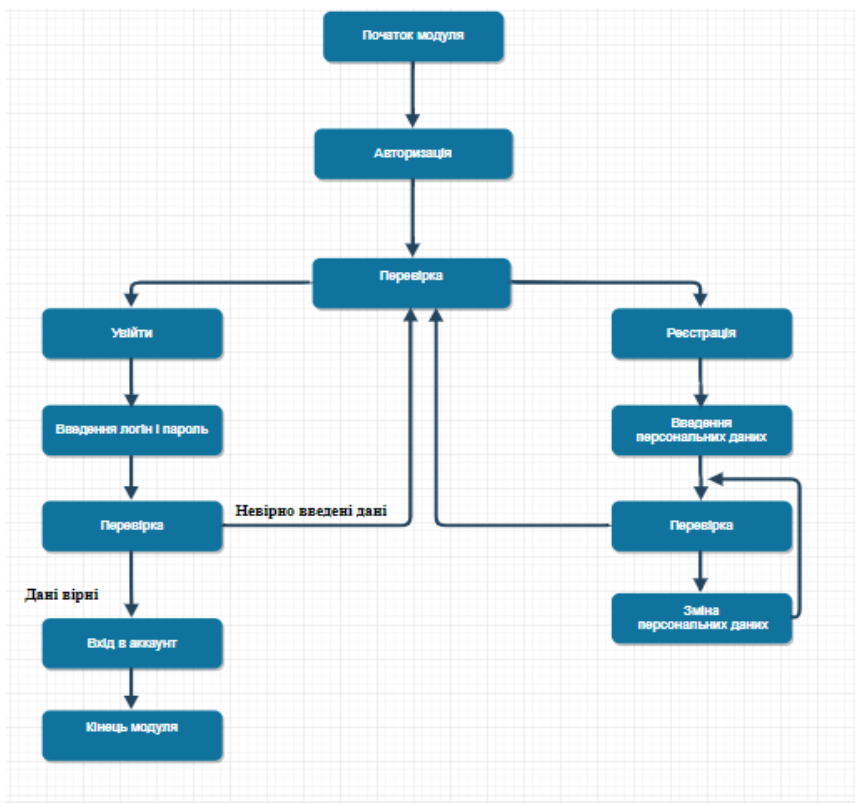 Початок модуля
Авторизація
Перевірка
Увійти
Реєстрація
Введення логін і пароль
Введення
персональних даних
Невірно введені дані
Перевірка
Перевірка
Дані вірні
Зміна
персональних даних
Вхід в аккаунт
Кінець модуля